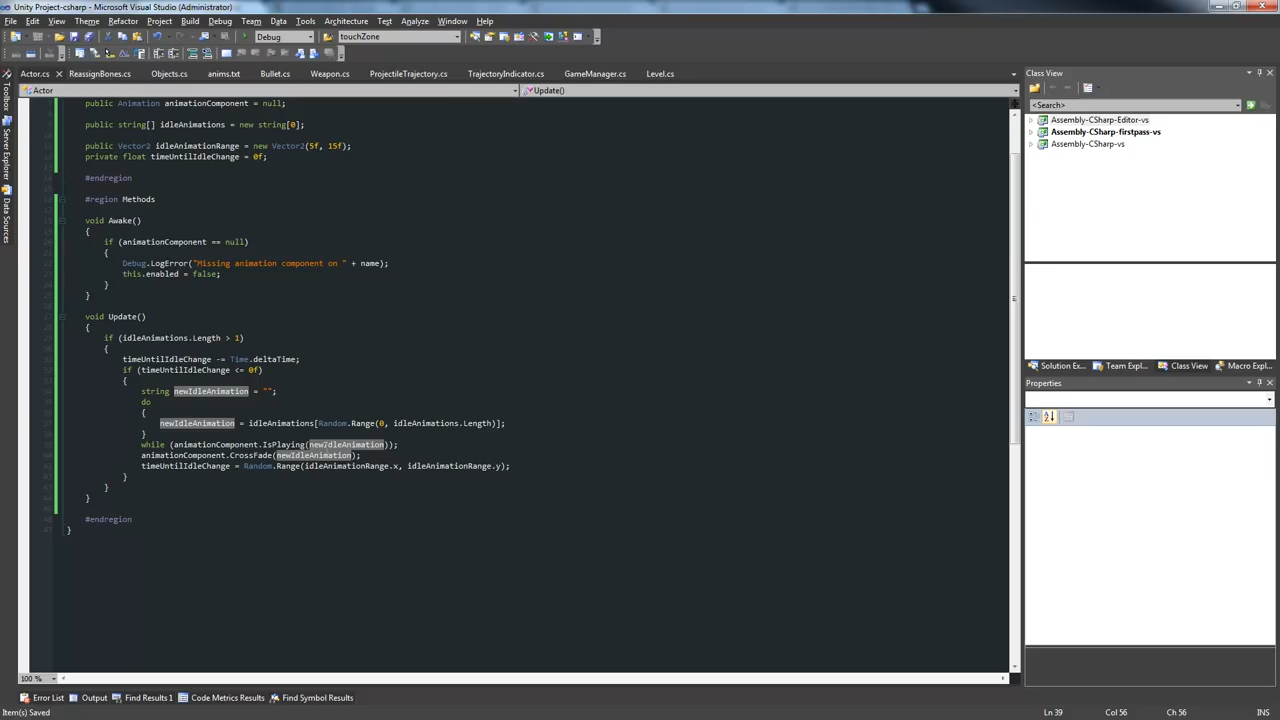 Unity Project-csharp - Microsoft Visual Studio (Administrator)
File Edit View Theme Refactor Project Build Debug Team Data Tools Architecture Test Analyze Window Help
Debug touchZone
Actor.cs ReassignBones.cs Objects.cs anims.txt Bullet.cs Weapon.cs ProjectileTrajectory.cs TrajectoryIndicator.cs GameManager.cs Level.cs
Actor Update()
public Animation animationComponent = null;
public string[] idleAnimations = new string[0];
public Vector2 idleAnimationRange = new Vector2(5f, 15f);
private float timeUntilIdleChange = 0f;
#endregion
#region Methods
void Awake()
{
if (animationComponent == null)
{
Debug.LogError("Missing animation component on " + name);
this.enabled = false;
}
}
void Update()
{
if (idleAnimations.Length > 1)
{
timeUntilIdleChange -= Time.deltaTime;
if (timeUntilIdleChange <= 0f)
{
string newIdleAnimation = "";
do
{
newIdleAnimation = idleAnimations[Random.Range(0, idleAnimations.Length)];
}
while (animationComponent.IsPlaying(newIdleAnimation));
animationComponent.CrossFade(newIdleAnimation);
timeUntilIdleChange = Random.Range(idleAnimationRange.x, idleAnimationRange.y);
}
}
}
#endregion
}
100 %
Toolbox
Server Explorer
Data Sources
Class View
<Search>
Assembly-CSharp-Editor-vs
Assembly-CSharp-firstpass-vs
Assembly-CSharp-vs
Solution Ex... Team Expl... Class View Macro Expl...
Properties
Error List Output Find Results 1 Code Metrics Results Find Symbol Results
Item(s) Saved Ln 39 Col 56 Ch 56 INS